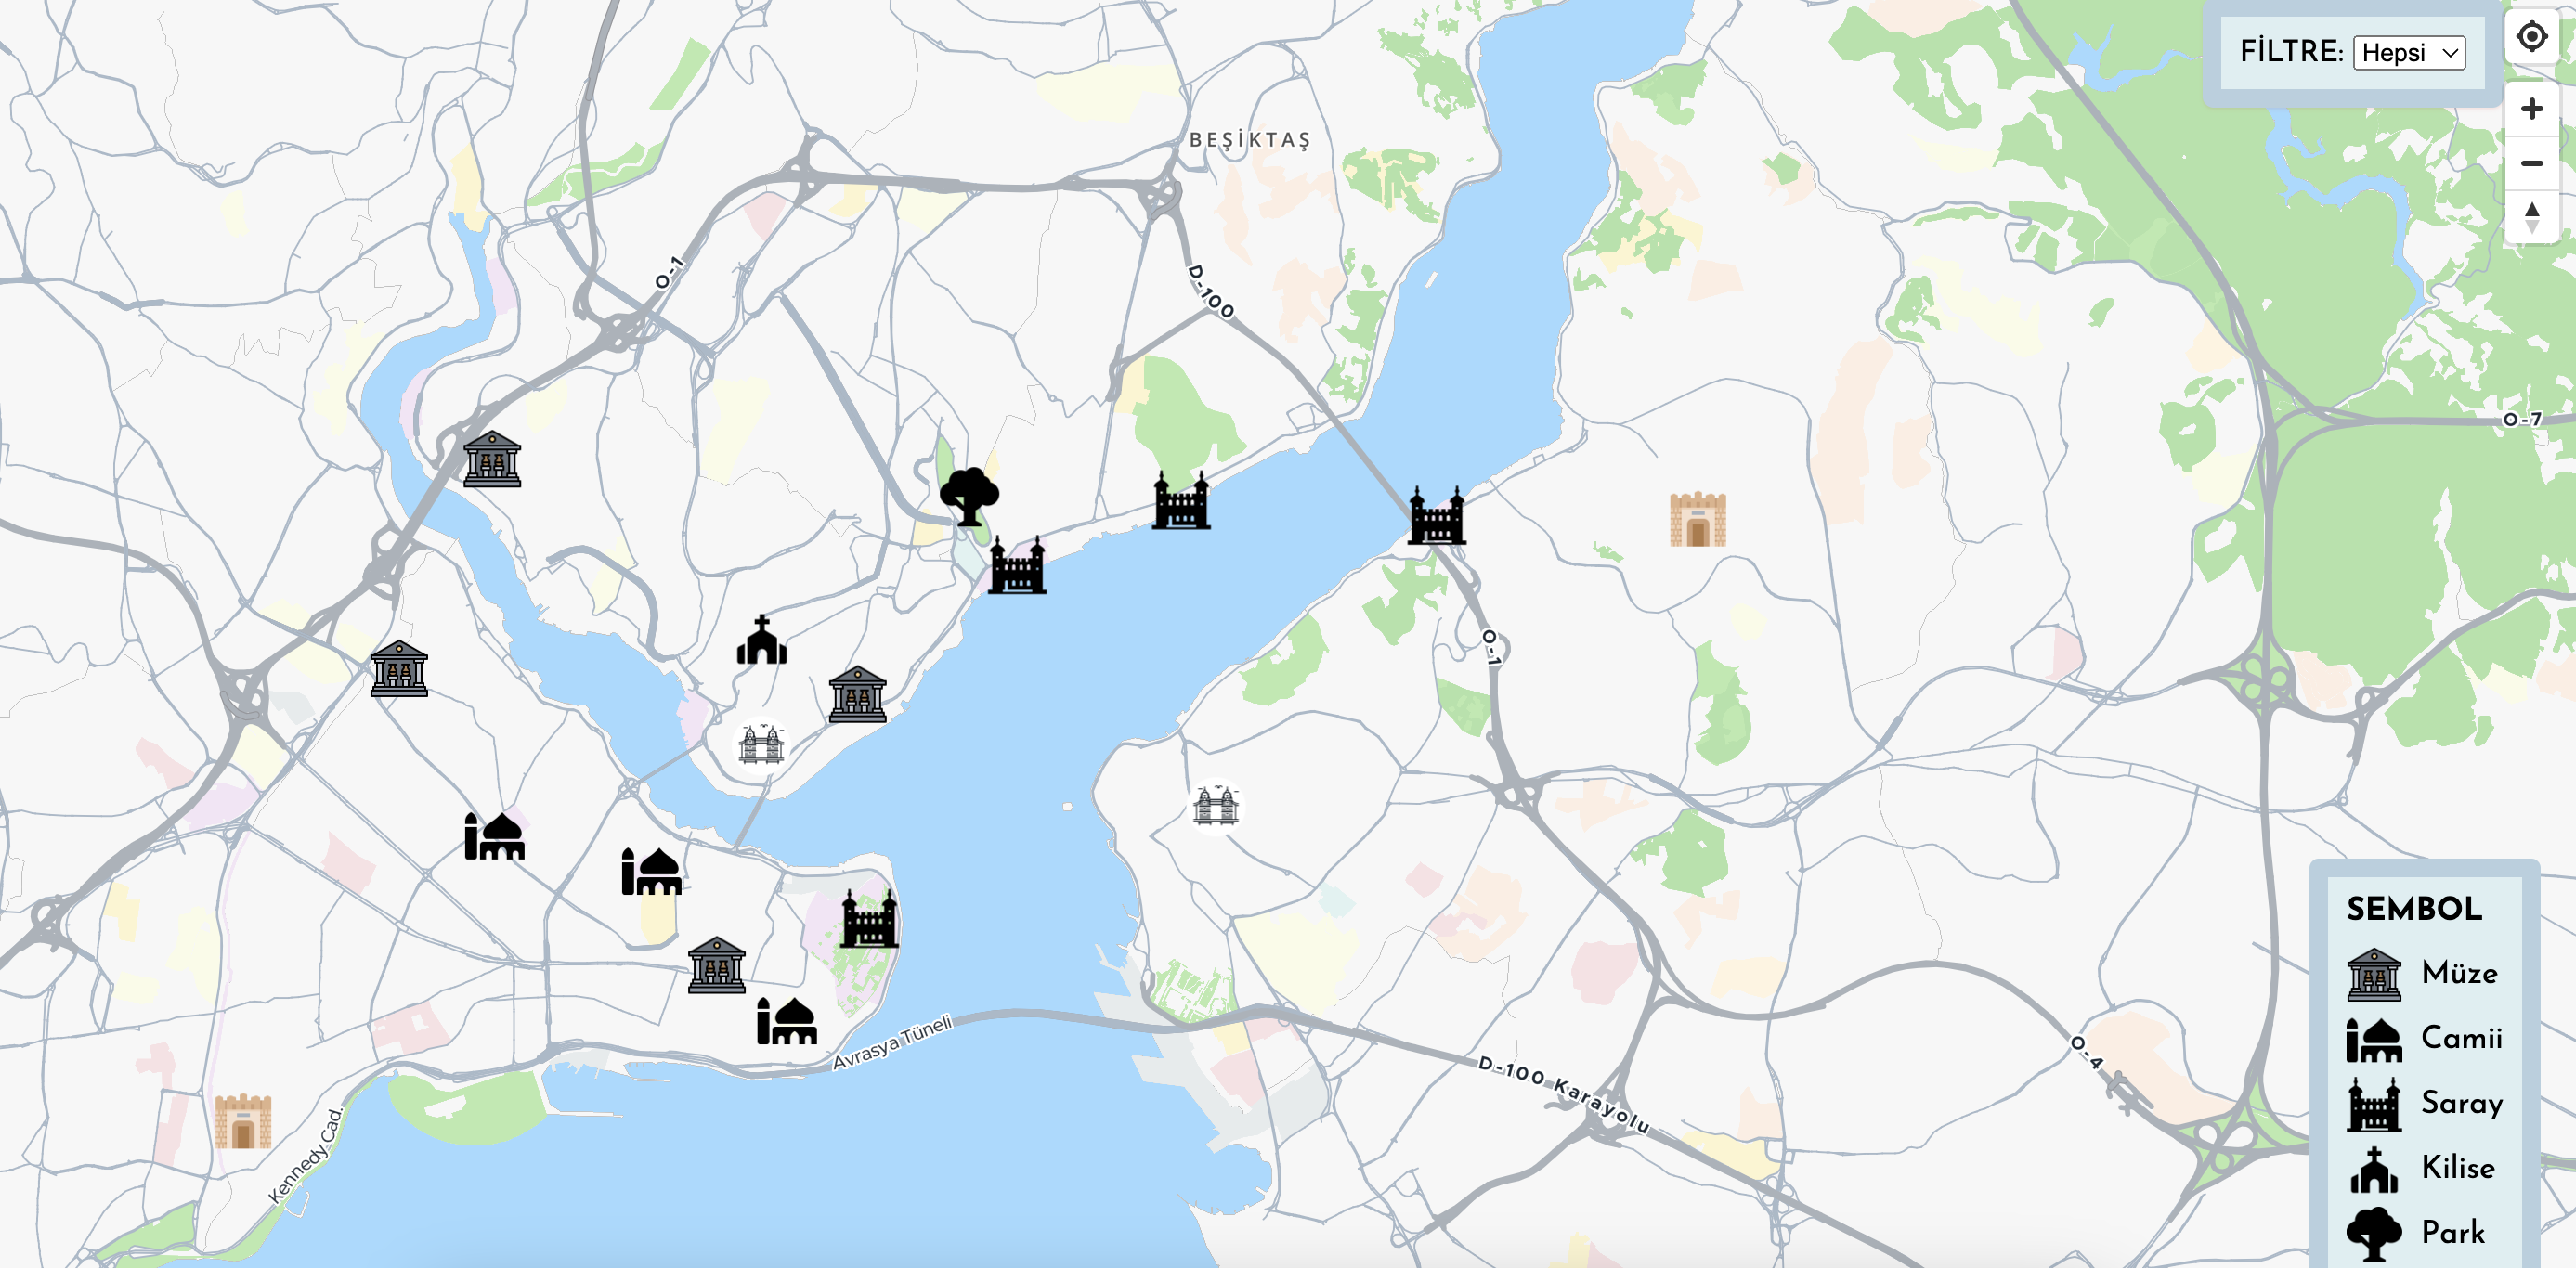 FİLTRE: Hepsi
BEŞİKTAŞ
O-1
D-100
O-7
O-1
SEMBOL
Müze
Camii
Saray
Kilise
Park
Avrasya Tüneli
D-100 Karayolu
O-4
Kennedy Cad.